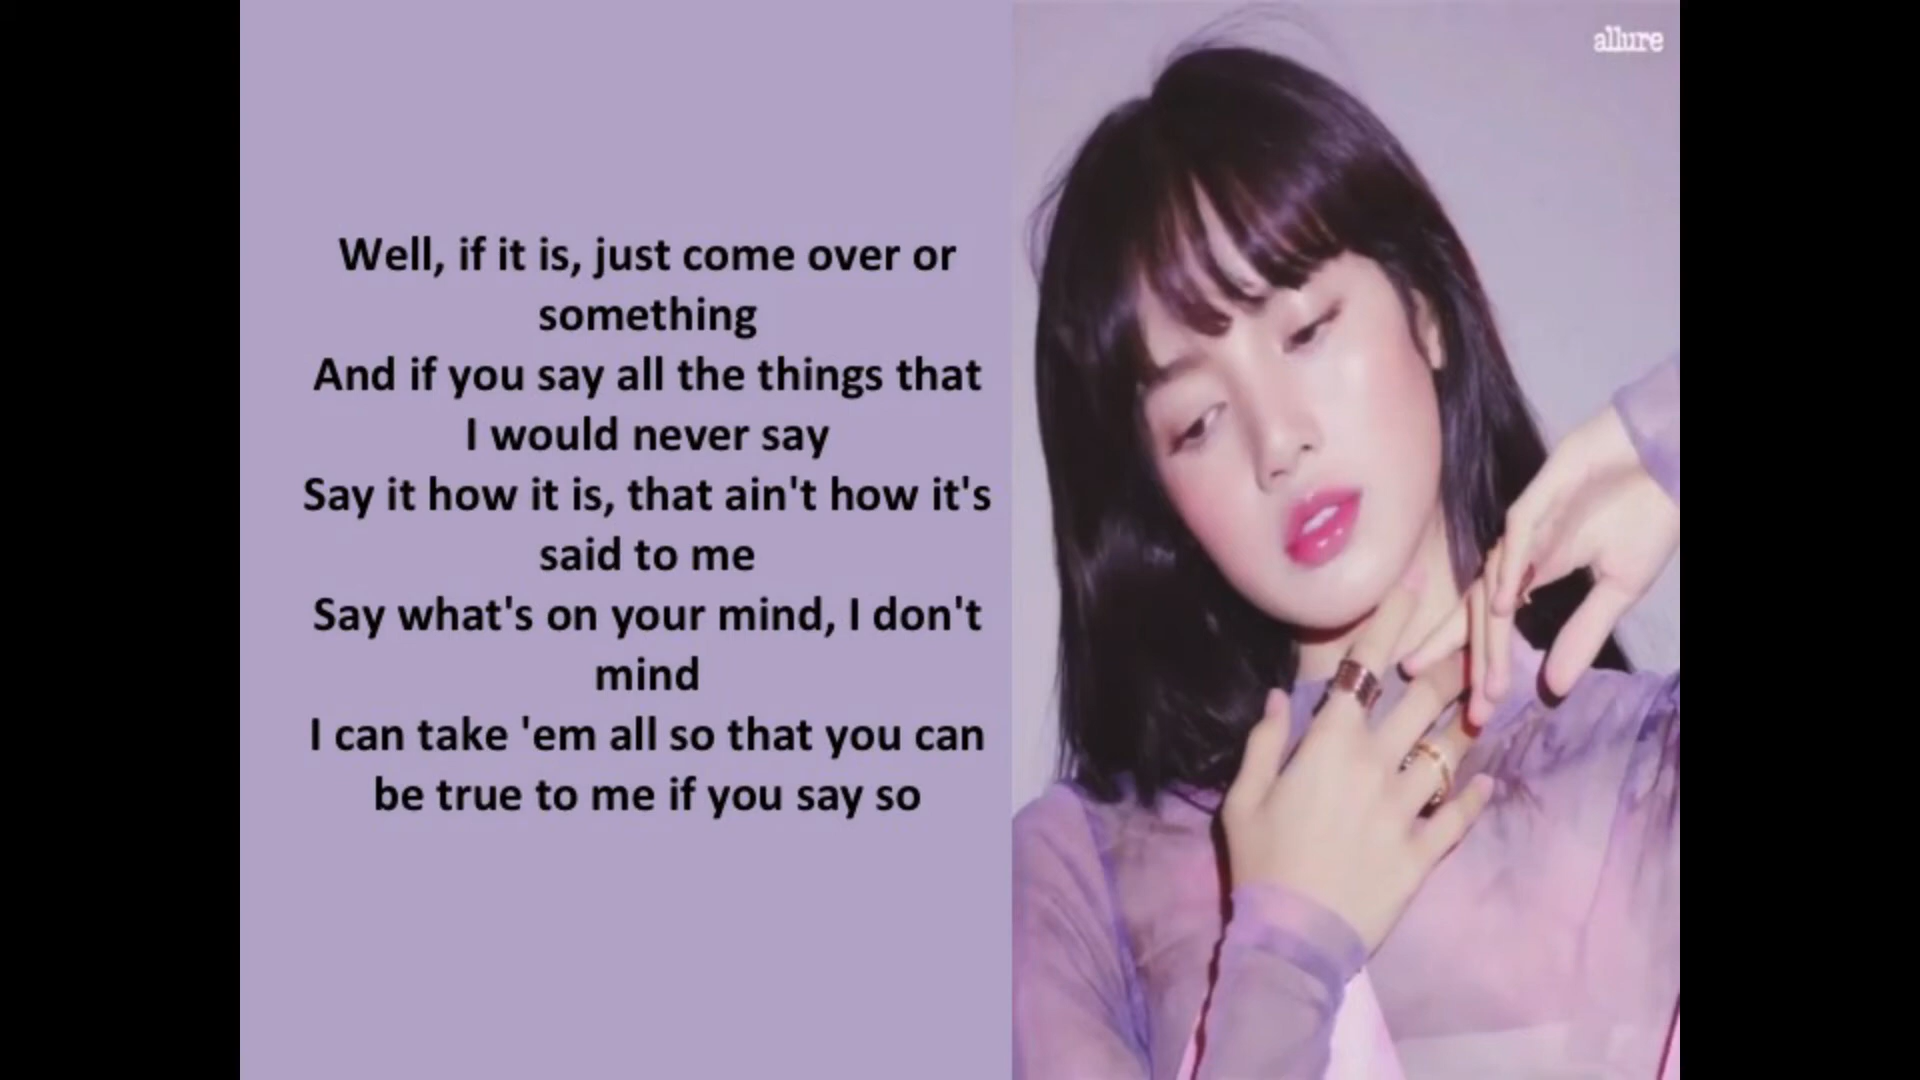 Well, if it is, just come over or
something
And if you say all the things that
I would never say
Say it how it is, that ain't how it's
said to me
Say what's on your mind, I don't
mind
I can take 'em all so that you can
be true to me if you say so
allure